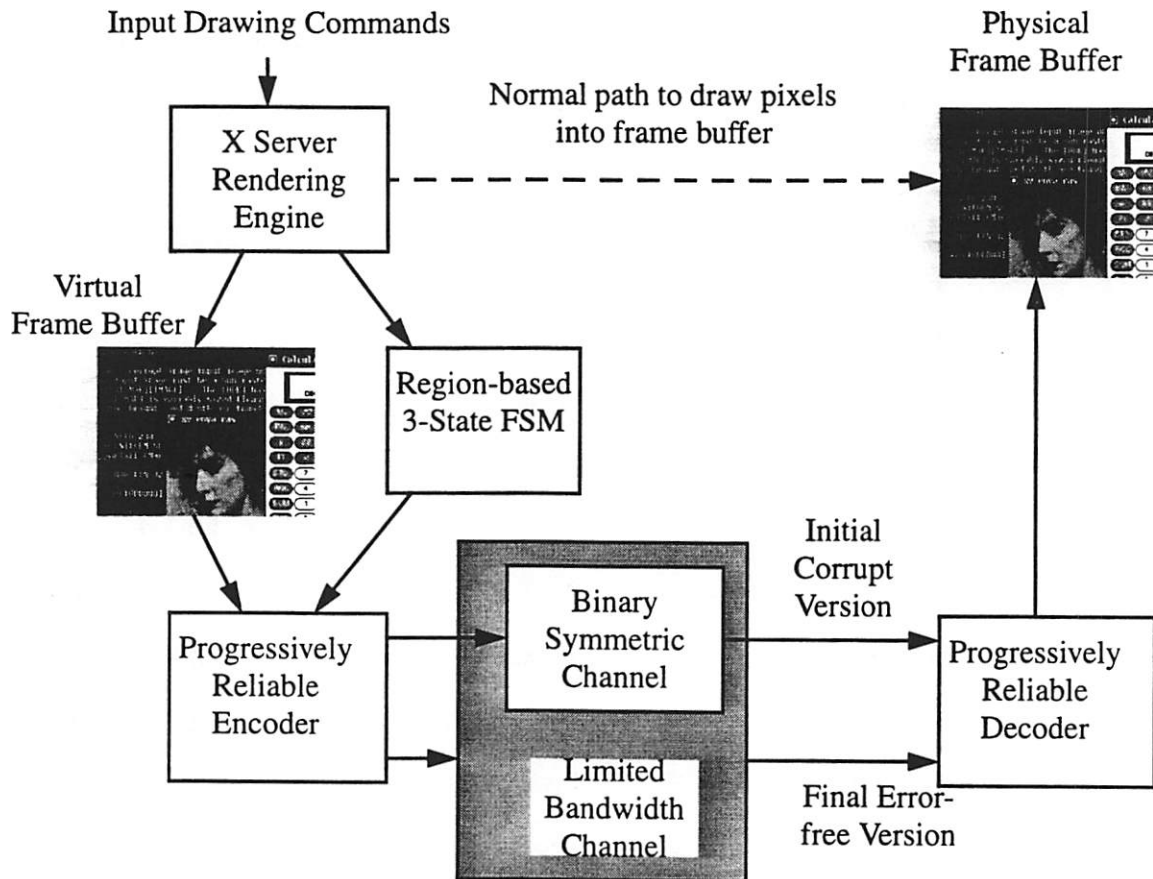 Input Drawing Commands
Physical
Frame Buffer
Normal path to draw pixels
into frame buffer
X Server
Rendering
Engine
Virtual
Frame Buffer
Region-based
3-State FSM
Initial
Corrupt
Version
Binary
Symmetric
Channel
Progressively
Reliable
Encoder
Progressively
Reliable
Decoder
Limited
Bandwidth
Channel
Final Error-
free Version